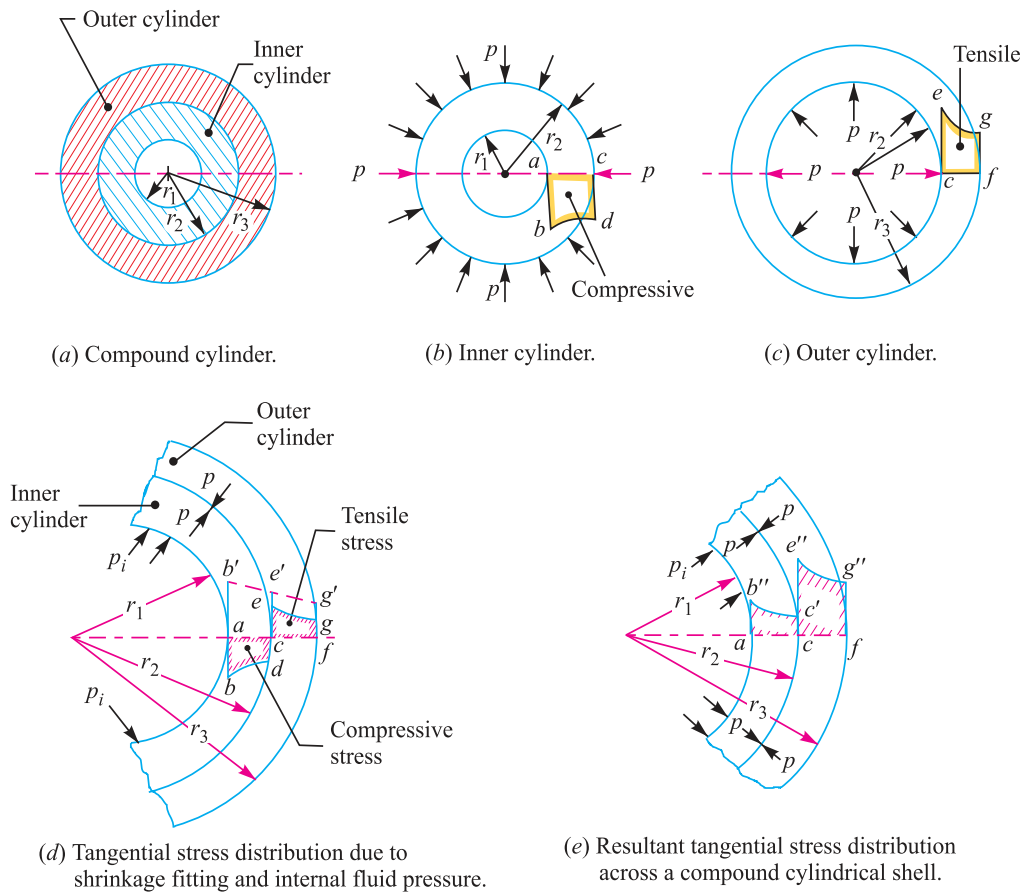 Outer cylinder
Inner
cylinder
r1
r2
r3
(a) Compound cylinder.
p
p
p
p
r1
r2
a
c
b
d
Compressive
(b) Inner cylinder.
Tensile
e
g
p
r2
p
p
c
f
p
r3
(c) Outer cylinder.
Outer
cylinder
Inner
cylinder
p
p
pi
Tensile
stress
b'
e'
g'
e
g
r1
a
c
f
d
b
r2
pi
r3
Compressive
stress
(d) Tangential stress distribution due to
shrinkage fitting and internal fluid pressure.
p
p
e''
pi
b''
g''
r1
c'
a
c
f
r2
r3
p
p
(e) Resultant tangential stress distribution
across a compound cylindrical shell.